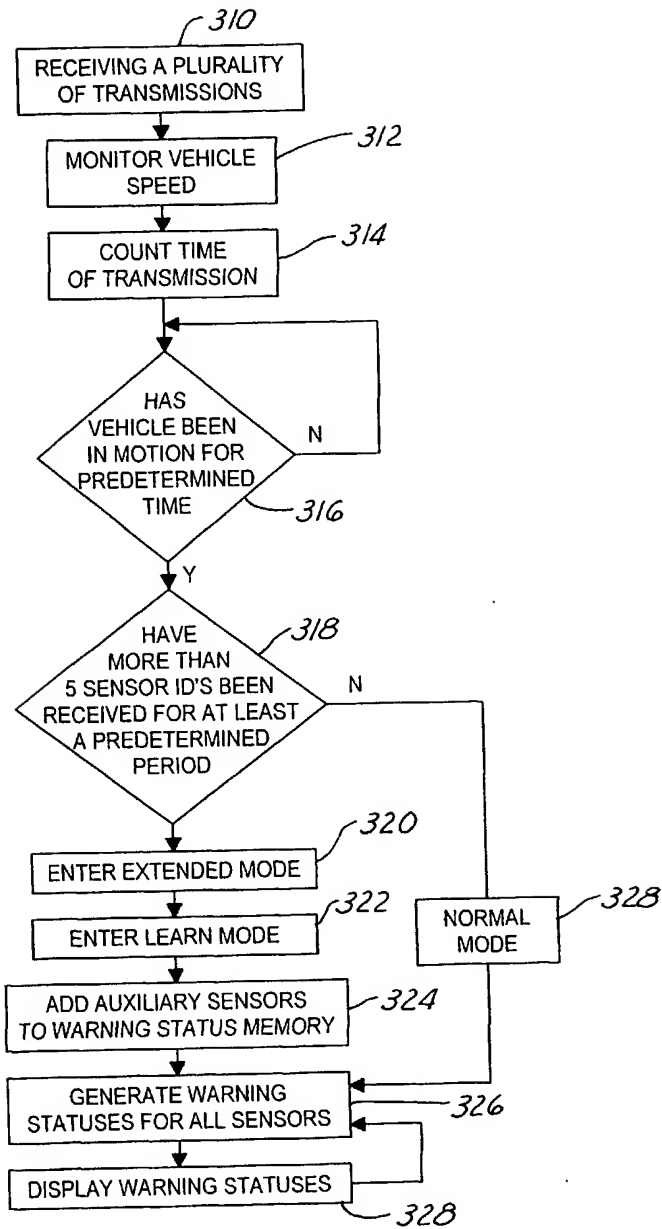 310
RECEIVING A PLURALITY
OF TRANSMISSIONS
312
MONITOR VEHICLE
SPEED
314
COUNT TIME
OF TRANSMISSION
HAS
VEHICLE BEEN
IN MOTION FOR
PREDETERMINED
TIME
N
316
Y
318
HAVE
MORE THAN
5 SENSOR ID'S BEEN
RECEIVED FOR AT LEAST
A PREDETERMINED
PERIOD
N
320
ENTER EXTENDED MODE
322
ENTER LEARN MODE
328
NORMAL
MODE
324
ADD AUXILIARY SENSORS
TO WARNING STATUS MEMORY
GENERATE WARNING
STATUSES FOR ALL SENSORS
326
DISPLAY WARNING STATUSES
328